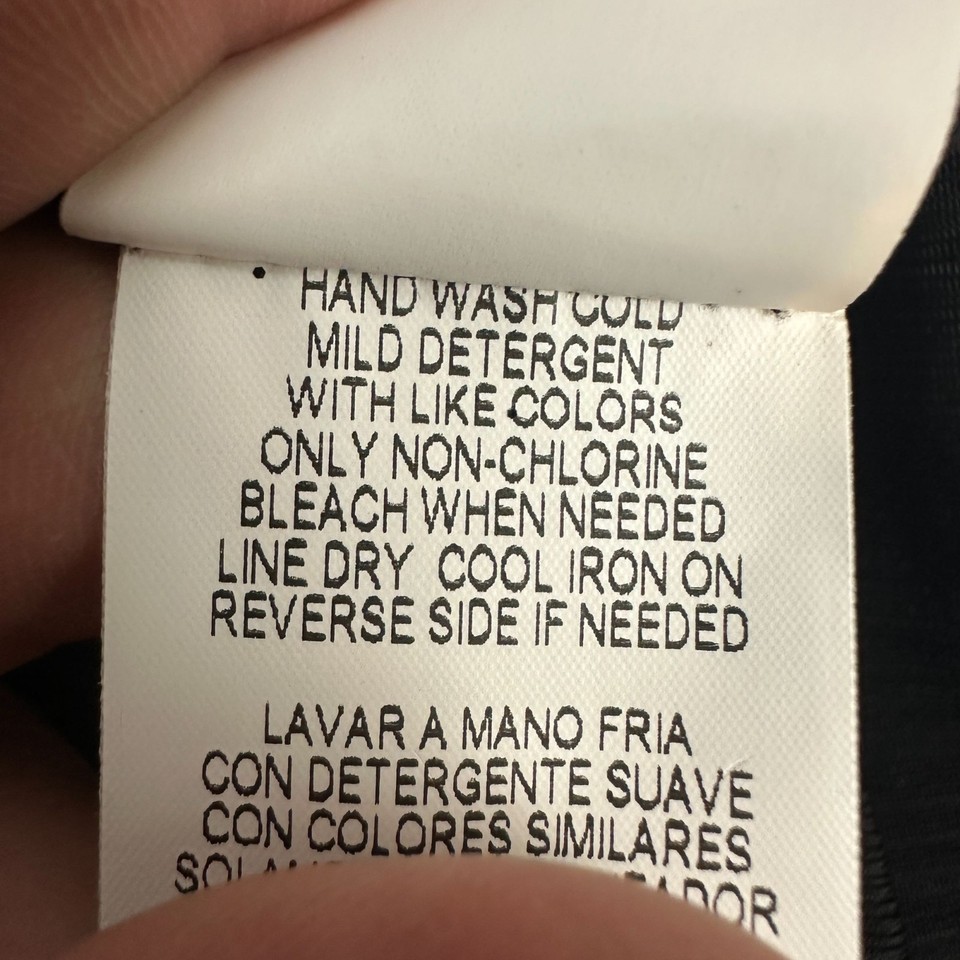 HAND WASH COLD
MILD DETERGENT
WITH LIKE COLORS
ONLY NON-CHLORINE
BLEACH WHEN NEEDED
LINE DRY COOL IRON ON
REVERSE SIDE IF NEEDED
LAVAR A MANO FRIA
CON DETERGENTE SUAVE
CON COLORES SIMILARES